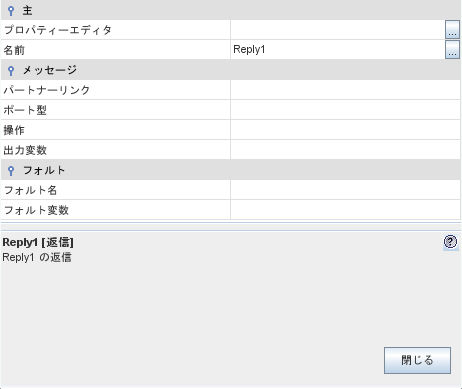 主
プロパティーエディタ ...
名前 Reply1 ...
メッセージ
パートナーリンク
ポート型
操作
出力変数
フォルト
フォルト名
フォルト変数
Reply1 [返信] ?
Reply1 の返信
閉じる